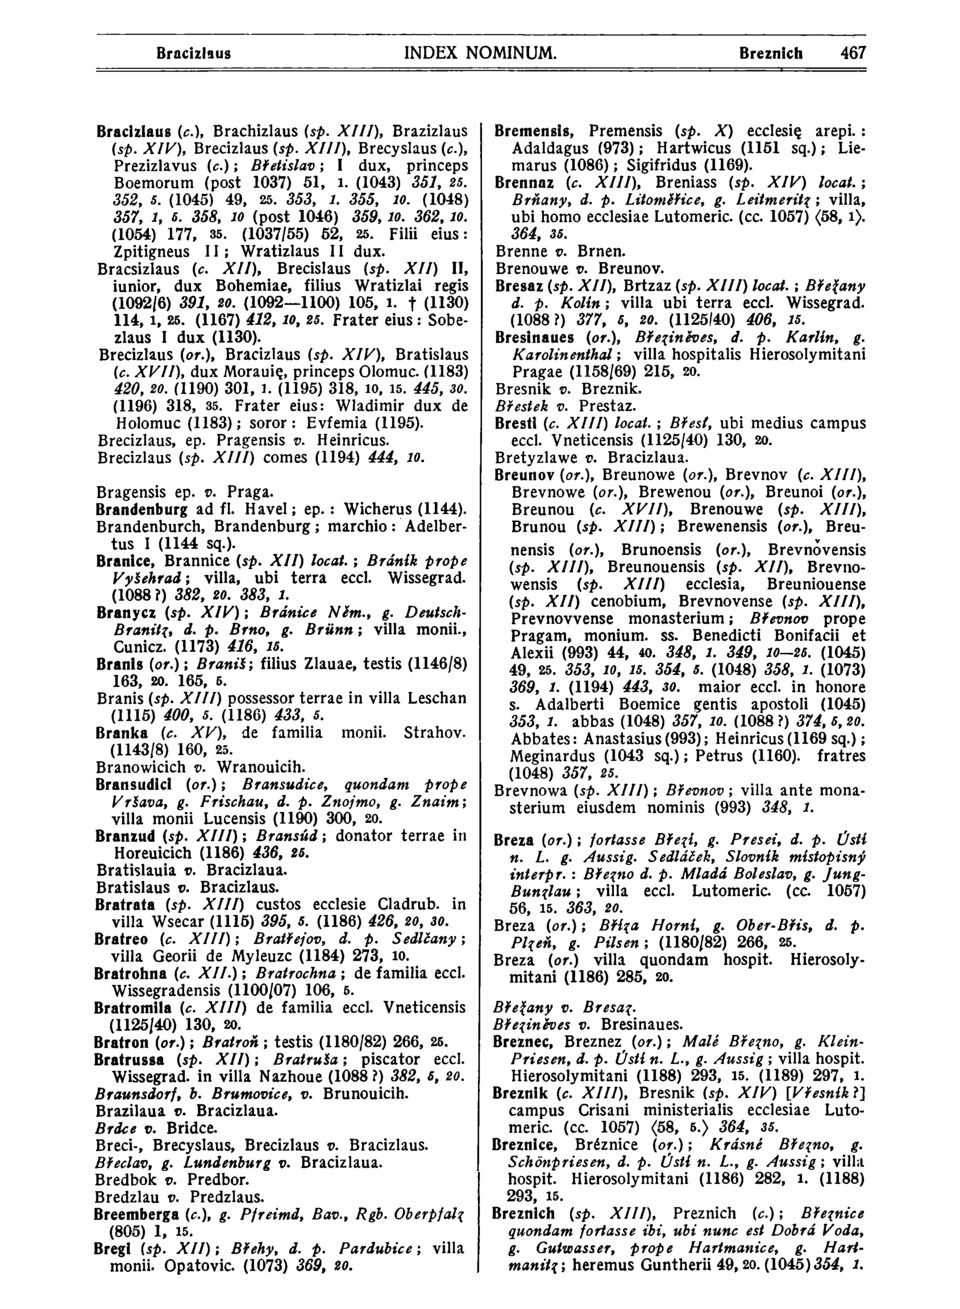 Bracizlaus INDEX NOMINUM. Breznich 467
Bracizlaus (c.), Brachizlaus (sp. XIII), Brazizlaus
(sp. XIV), Brecizlaus (sp. XIII), Brecyslaus (c.),
Prezizlavus (c.); Břetislav; I dux, princeps
Boemorum (post 1037) 51, 1. (1043) 351, 25.
352, 5. (1045) 49, 25. 353, 1. 355, 10. (1048)
357, 1, 5. 358, 10 (post 1046) 359, 10. 362, 10.
(1054) 177, 35. (1037/55) 52, 25. Filii eius:
Zpitigneus II; Wratizlaus II dux.
Bracsizlaus (c. XII), Brecislaus (sp. XII) II,
iunior, dux Bohemiae, filius Wratizlai regis
(1092/6) 391, 20. (1092—1100) 105, 1. † (1130)
114, 1, 25. (1167) 412, 10, 25. Frater eius: Sobe-
zlaus I dux (1130).
Brecizlaus (or.), Bracizlaus (sp. XIV), Bratislaus
(c. XVII), dux Morauię, princeps Olomuc. (1183)
420, 20. (1190) 301, 1. (1195) 318, 10, 15. 445, 30.
(1196) 318, 35. Frater eius: Wladimir dux de
Holomuc (1183); soror: Evfemia (1195).
Brecizlaus, ep. Pragensis v. Heinricus.
Brecizlaus (sp. XIII) comes (1194) 444, 10.
Bragensis ep. v. Praga.
Brandenburg ad fl. Havel; ep.: Wicherus (1144).
Brandenburch, Brandenburg; marchio: Adelber-
tus I (1144 sq.).
Branice, Brannice (sp. XII) locat.; Bránik prope
Vyšehrad; villa, ubi terra eccl. Wissegrad.
(1088?) 382, 20. 383, 1.
Branycz (sp. XIV); Bránice Něm., g. Deutsch-
Branitz, d. p. Brno, g. Brünn; villa monii.,
Cunicz. (1173) 416, 15.
Branis (or.); Braniš; filius Zlauae, testis (1146/8)
163, 20. 165, 5.
Branis (sp. XIII) possessor terrae in villa Leschan
(1115) 400, 5. (1186) 433, 5.
Branka (c. XV), de familia monii. Strahov.
(1143/8) 160, 25.
Branowicich v. Wranouicih.
Bransudici (or.); Bransudice, quondam prope
Vršava, g. Frischau, d. p. Znojmo, g. Znaim;
villa monii Lucensis (1190) 300, 20.
Branzud (sp. XIII); Bransúd; donator terrae in
Horeuicich (1186) 436, 25.
Bratislauia v. Bracizlaua.
Bratislaus v. Bracizlaus.
Bratrata (sp. XIII) custos ecclesie Cladrub. in
villa Wsecar (1115) 395, 5. (1186) 426, 20, 30.
Bratreo (c. XIII); Bratřejov, d. p. Sedlčany;
villa Georii de Myleuzc (1184) 273, 10.
Bratrohna (c. XII.); Bratrochna; de familia eccl.
Wissegradensis (1100/07) 106, 5.
Bratromila (c. XIII) de familia eccl. Vneticensis
(1125/40) 130, 20.
Bratron (or.); Bratroň; testis (1180/82) 266, 25.
Bratrussa (sp. XII); Bratruša; piscator eccl.
Wissegrad. in villa Nazhoue (1088?) 382, 5, 20.
Braunsdorf, b. Brumovice, v. Brunouicih.
Brazilaua v. Bracizlaua.
Brdce v. Bridce.
Breci-, Brecyslaus, Brecizlaus v. Bracizlaus.
Břeclav, g. Lundenburg v. Bracizlaua.
Bredbok v. Predbor.
Bredzlau v. Predzlaus.
Breemberga (c.), g. Pfreimd, Bav., Rgb. Oberpfalz
(805) 1, 15.
Bregi (sp. XII); Břehy, d. p. Pardubice; villa
monii. Opatovic. (1073) 369, 20.
Bremensis, Premensis (sp. X) ecclesię arepi.:
Adaldagus (973); Hartwicus (1151 sq.); Lie-
marus (1086); Sigifridus (1169).
Brennaz (c. XIII), Breniass (sp. XIV) locat.;
Brňany, d. p. Litoměřice, g. Leitmeritz; villa,
ubi homo ecclesiae Lutomeric. (cc. 1057) ⟨58, 1⟩.
364, 35.
Brenne v. Brnen.
Brenouwe v. Breunov.
Bresaz (sp. XII), Brtzaz (sp. XIII) locat.; Břežany
d. p. Kolin; villa ubi terra eccl. Wissegrad.
(1088?) 377, 5, 20. (1125/40) 406, 15.
Bresinaues (or.), Březiněves, d. p. Karlin, g.
Karolinenthal; villa hospitalis Hierosolymitani
Pragae (1158/69) 215, 20.
Bresnik v. Breznik.
Břestek v. Prestaz.
Bresti (c. XIII) locat.; Břesť, ubi medius campus
eccl. Vneticensis (1125/40) 130, 20.
Bretyzlawe v. Bracizlaua.
Breunov (or.), Breunowe (or.), Brevnov (c. XIII),
Brevnowe (or.), Brewenou (or.), Breunoi (or.),
Breunou (c. XVII), Brenouwe (sp. XIII),
Brunou (sp. XIII); Brewenensis (or.), Breu-
nensis (or.), Brunoensis (or.), Brevnǒvensis
(sp. XIII), Breunouensis (sp. XII), Brevno-
wensis (sp. XIII) ecclesia, Breuniouense
(sp. XII) cenobium, Brevnovense (sp. XIII),
Prevnovvense monasterium; Břevnov prope
Pragam, monium. ss. Benedicti Bonifacii et
Alexii (993) 44, 40. 348, 1. 349, 10—25. (1045)
49, 25. 353, 10, 15. 354, 5. (1048) 358, 1. (1073)
369, 1. (1194) 443, 30. maior eccl. in honore
s. Adalberti Boemice gentis apostoli (1045)
353, 1. abbas (1048) 357, 10. (1088?) 374, 5, 20.
Abbates: Anastasius (993); Heinricus (1169 sq.);
Meginardus (1043 sq.); Petrus (1160). fratres
(1048) 357, 25.
Brevnowa (sp. XIII); Břevnov; villa ante mona-
sterium eiusdem nominis (993) 348, 1.
Breza (or.); fortasse Březí, g. Presei, d. p. Ústí
n. L. g. Aussig. Sedláček, Slovník místopisný
interpr.: Březno d. p. Mladá Boleslav, g. Jung-
Bunzlau; villa eccl. Lutomeric. (cc. 1057)
56, 15. 363, 20.
Breza (or.); Bříza Horní, g. Ober-Břis, d. p.
Plzeň, g. Pilsen; (1180/82) 266, 25.
Breza (or.) villa quondam hospit. Hierosoly-
mitani (1186) 285, 20.
Břežany v. Bresaz.
Březiněves v. Bresinaues.
Breznec, Breznez (or.); Malé Březno, g. Klein-
Priesen, d. p. Ústí n. L., g. Aussig; villa hospit.
Hierosolymitani (1188) 293, 15. (1189) 297, 1.
Breznik (c. XIII), Bresnik (sp. XIV) [Vřesník?]
campus Crisani ministerialis ecclesiae Luto-
meric. (cc. 1057) ⟨58, 5.⟩ 364, 35.
Breznice, Bréznice (or.); Krásné Březno, g.
Schönpriesen, d. p. Ústí n. L., g. Aussig; villa
hospit. Hierosolymitani (1186) 282, 1. (1188)
293, 15.
Breznich (sp. XIII), Preznich (c.); Březnice
quondam fortasse ibi, ubi nunc est Dobrá Voda,
g. Gutwasser, prope Hartmanice, g. Hart-
manitz; heremus Guntherii 49, 20. (1045) 354, 1.